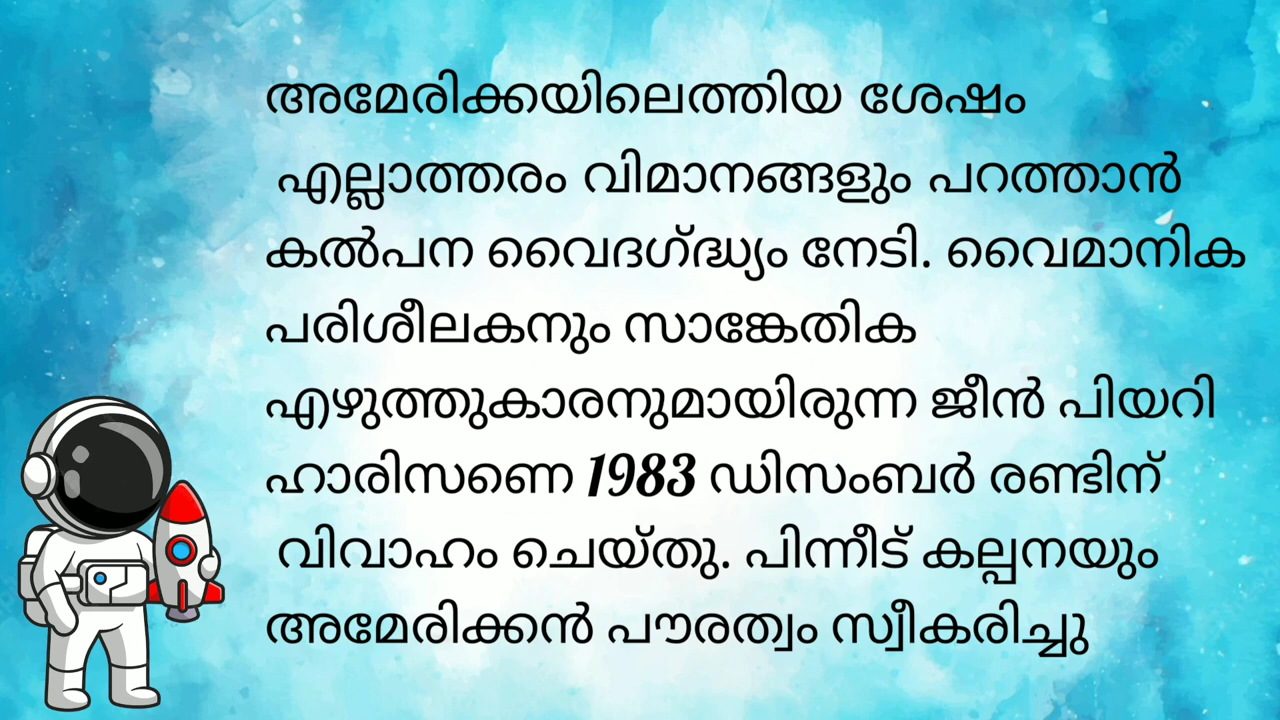 അമേരിക്കയിലെത്തിയ ശേഷം
എല്ലാത്തരം വിമാനങ്ങളും പറത്താൻ
കൽപന വൈദഗ്ദ്ധ്യം നേടി. വൈമാനിക
പരിശീലകനും സാങ്കേതിക
എഴുത്തുകാരനുമായിരുന്ന ജീൻ പിയറി
ഹാരിസണെ 1983 ഡിസംബർ രണ്ടിന്
വിവാഹം ചെയ്തു. പിന്നീട് കല്പനയും
അമേരിക്കൻ പൗരത്വം സ്വീകരിച്ചു